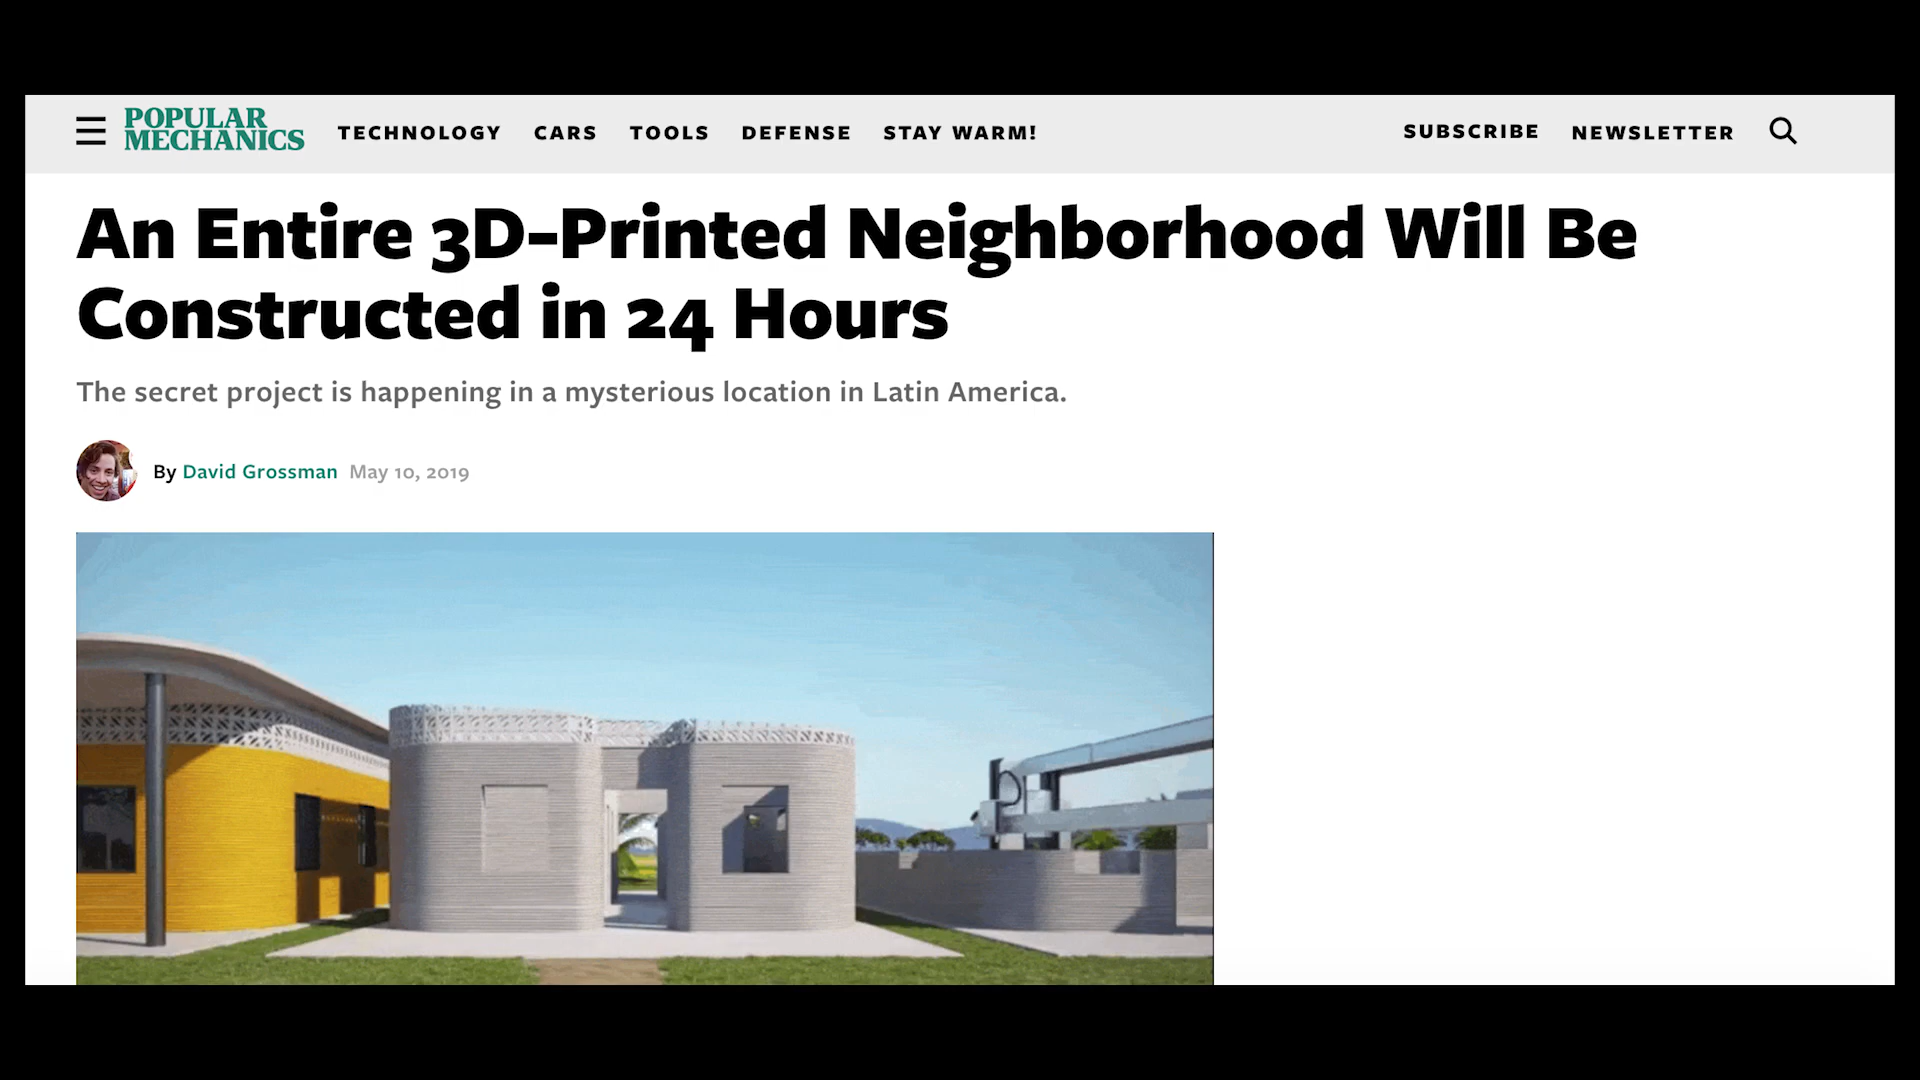 POPULAR
MECHANICS
TECHNOLOGY CARS TOOLS DEFENSE STAY WARM! SUBSCRIBE NEWSLETTER
An Entire 3D-Printed Neighborhood Will Be
Constructed in 24 Hours
The secret project is happening in a mysterious location in Latin America.
By David Grossman May 10, 2019